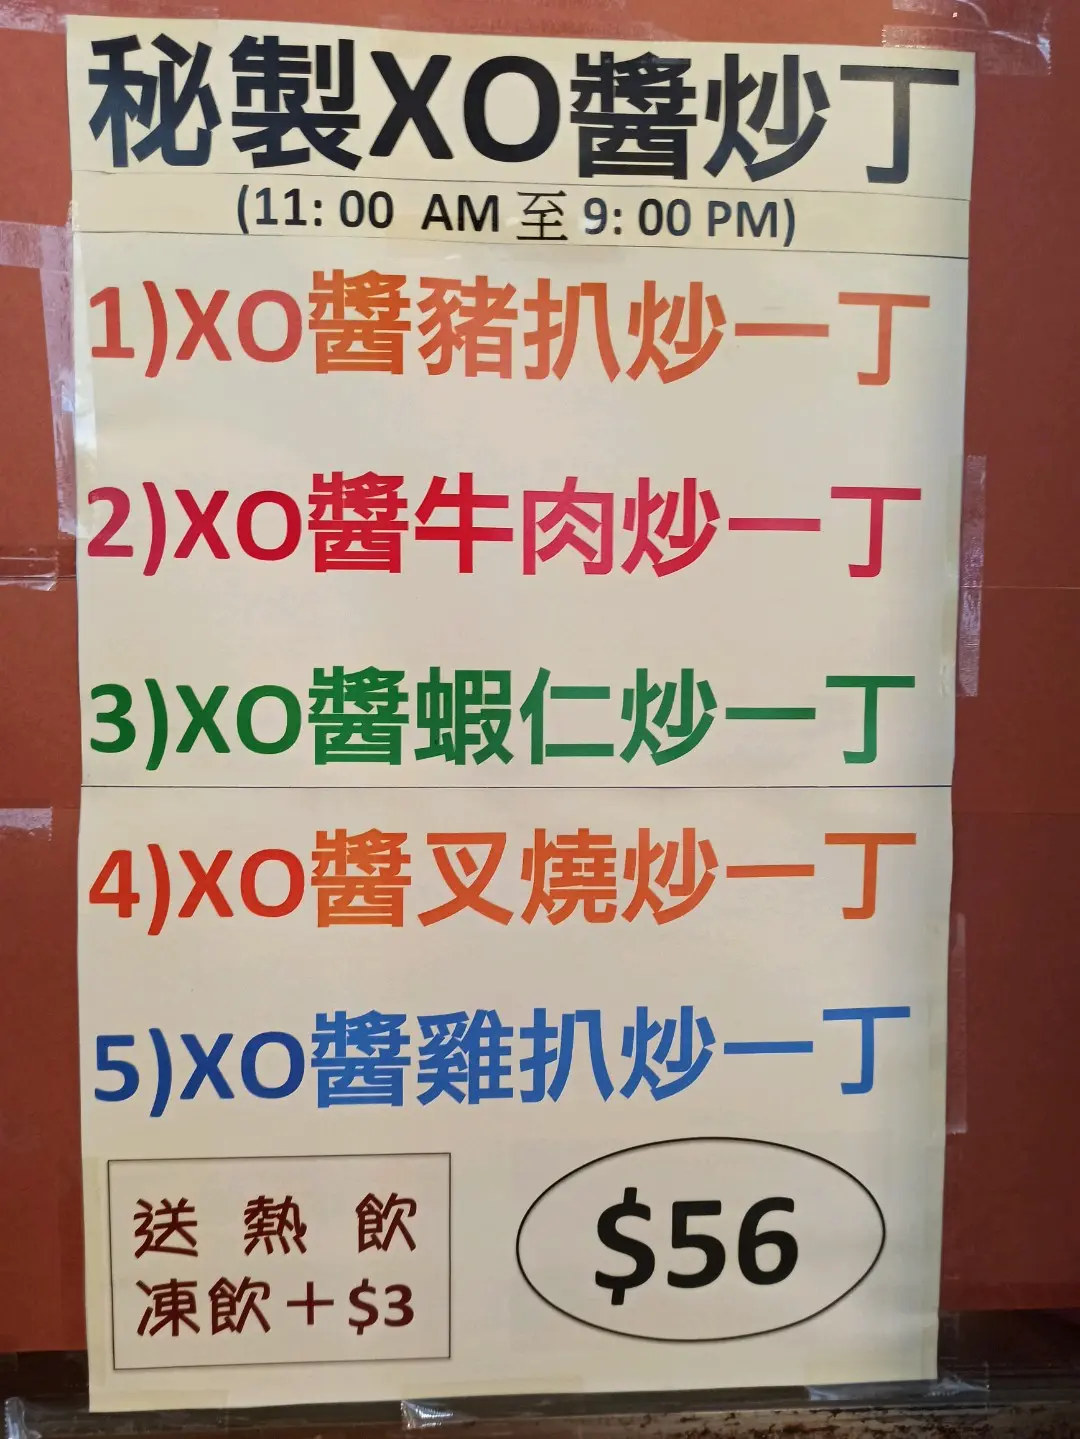 秘製XO醬炒丁
(11: 00 AM 至 9: 00 PM)
1)XO醬豬扒炒一丁
2)XO醬牛肉炒一丁
3)XO醬蝦仁炒一丁
4)XO醬叉燒炒一丁
5)XO醬雞扒炒一丁
送 熱 飲
凍飲＋$3
$56